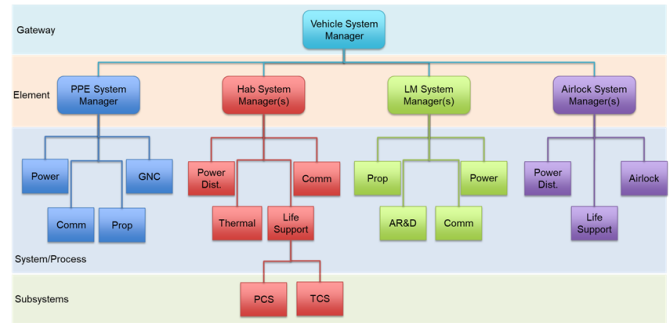 Gateway
Vehicle System
Manager
Element
PPE System
Manager
Hab System
Manager(s)
LM System
Manager(s)
Airlock System
Manager(s)
Power
GNC
Power
Dist.
Comm
Prop
Power
Power
Dist.
Airlock
Comm
Prop
Thermal
Life
Support
AR&D
Comm
Life
Support
System/Process
Subsystems
PCS
TCS